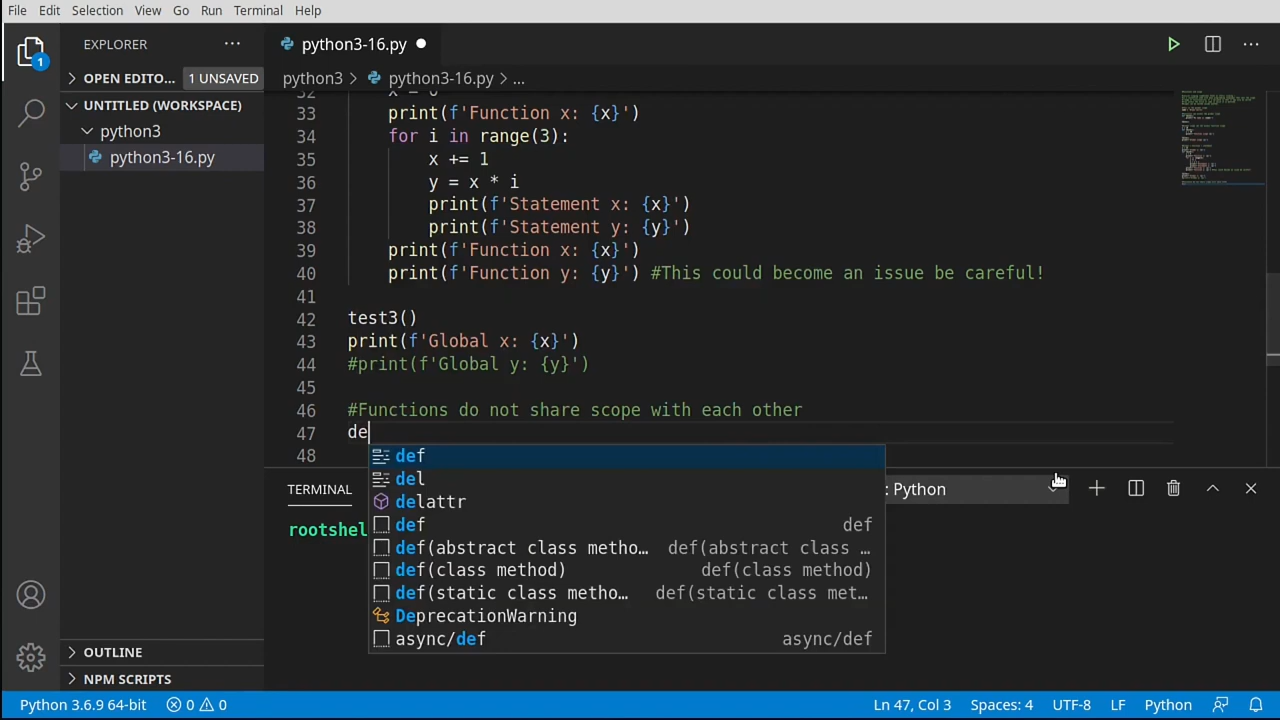 File Edit Selection View Go Run Terminal Help
EXPLORER
python3-16.py
1
OPEN EDITO... 1 UNSAVED
python3 > python3-16.py > ...
UNTITLED (WORKSPACE)
python3
python3-16.py
32 x = 0
33 print(f'Function x: {x}')
34 for i in range(3):
35 x += 1
36 y = x * i
37 print(f'Statement x: {x}')
38 print(f'Statement y: {y}')
39 print(f'Function x: {x}')
40 print(f'Function y: {y}') #This could become an issue be careful!
41
42 test3()
43 print(f'Global x: {x}')
44 #print(f'Global y: {y}')
45
46 #Functions do not share scope with each other
47 de
48
def
del
delattr
def def
def(abstract class metho... def(abstract class ...
def(class method) def(class method)
def(static class metho... def(static class met...
DeprecationWarning
async/def async/def
TERMINAL
: Python
rootshel
OUTLINE
NPM SCRIPTS
Python 3.6.9 64-bit 0 0 Ln 47, Col 3 Spaces: 4 UTF-8 LF Python